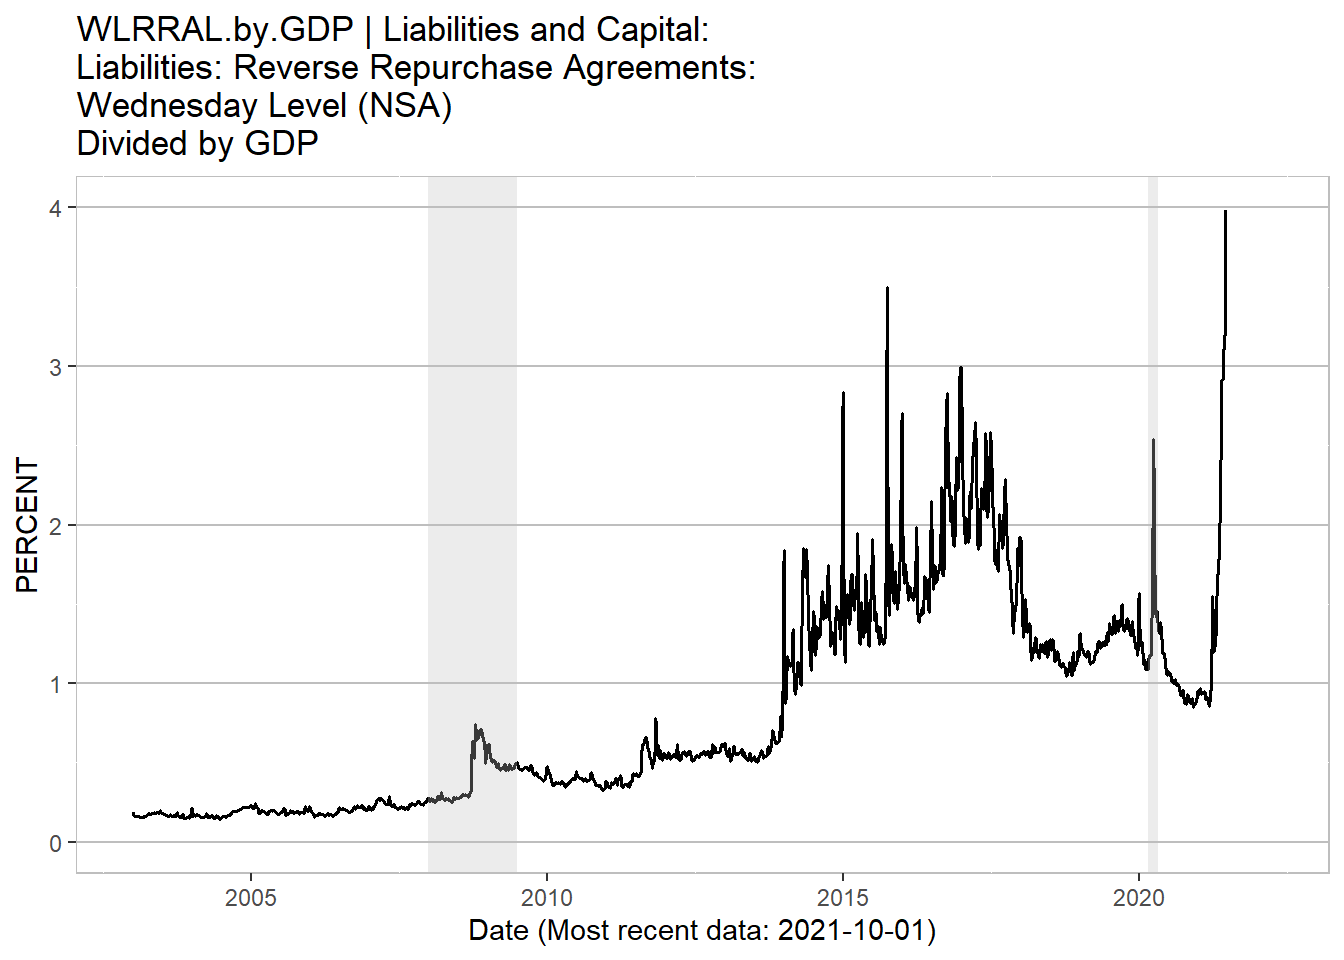 WLRRAL.by.GDP | Liabilities and Capital:
Liabilities: Reverse Repurchase Agreements:
Wednesday Level (NSA)
Divided by GDP
4
3
2
1
0
PERCENT
2005
2010
2015
2020
Date (Most recent data: 2021-10-01)